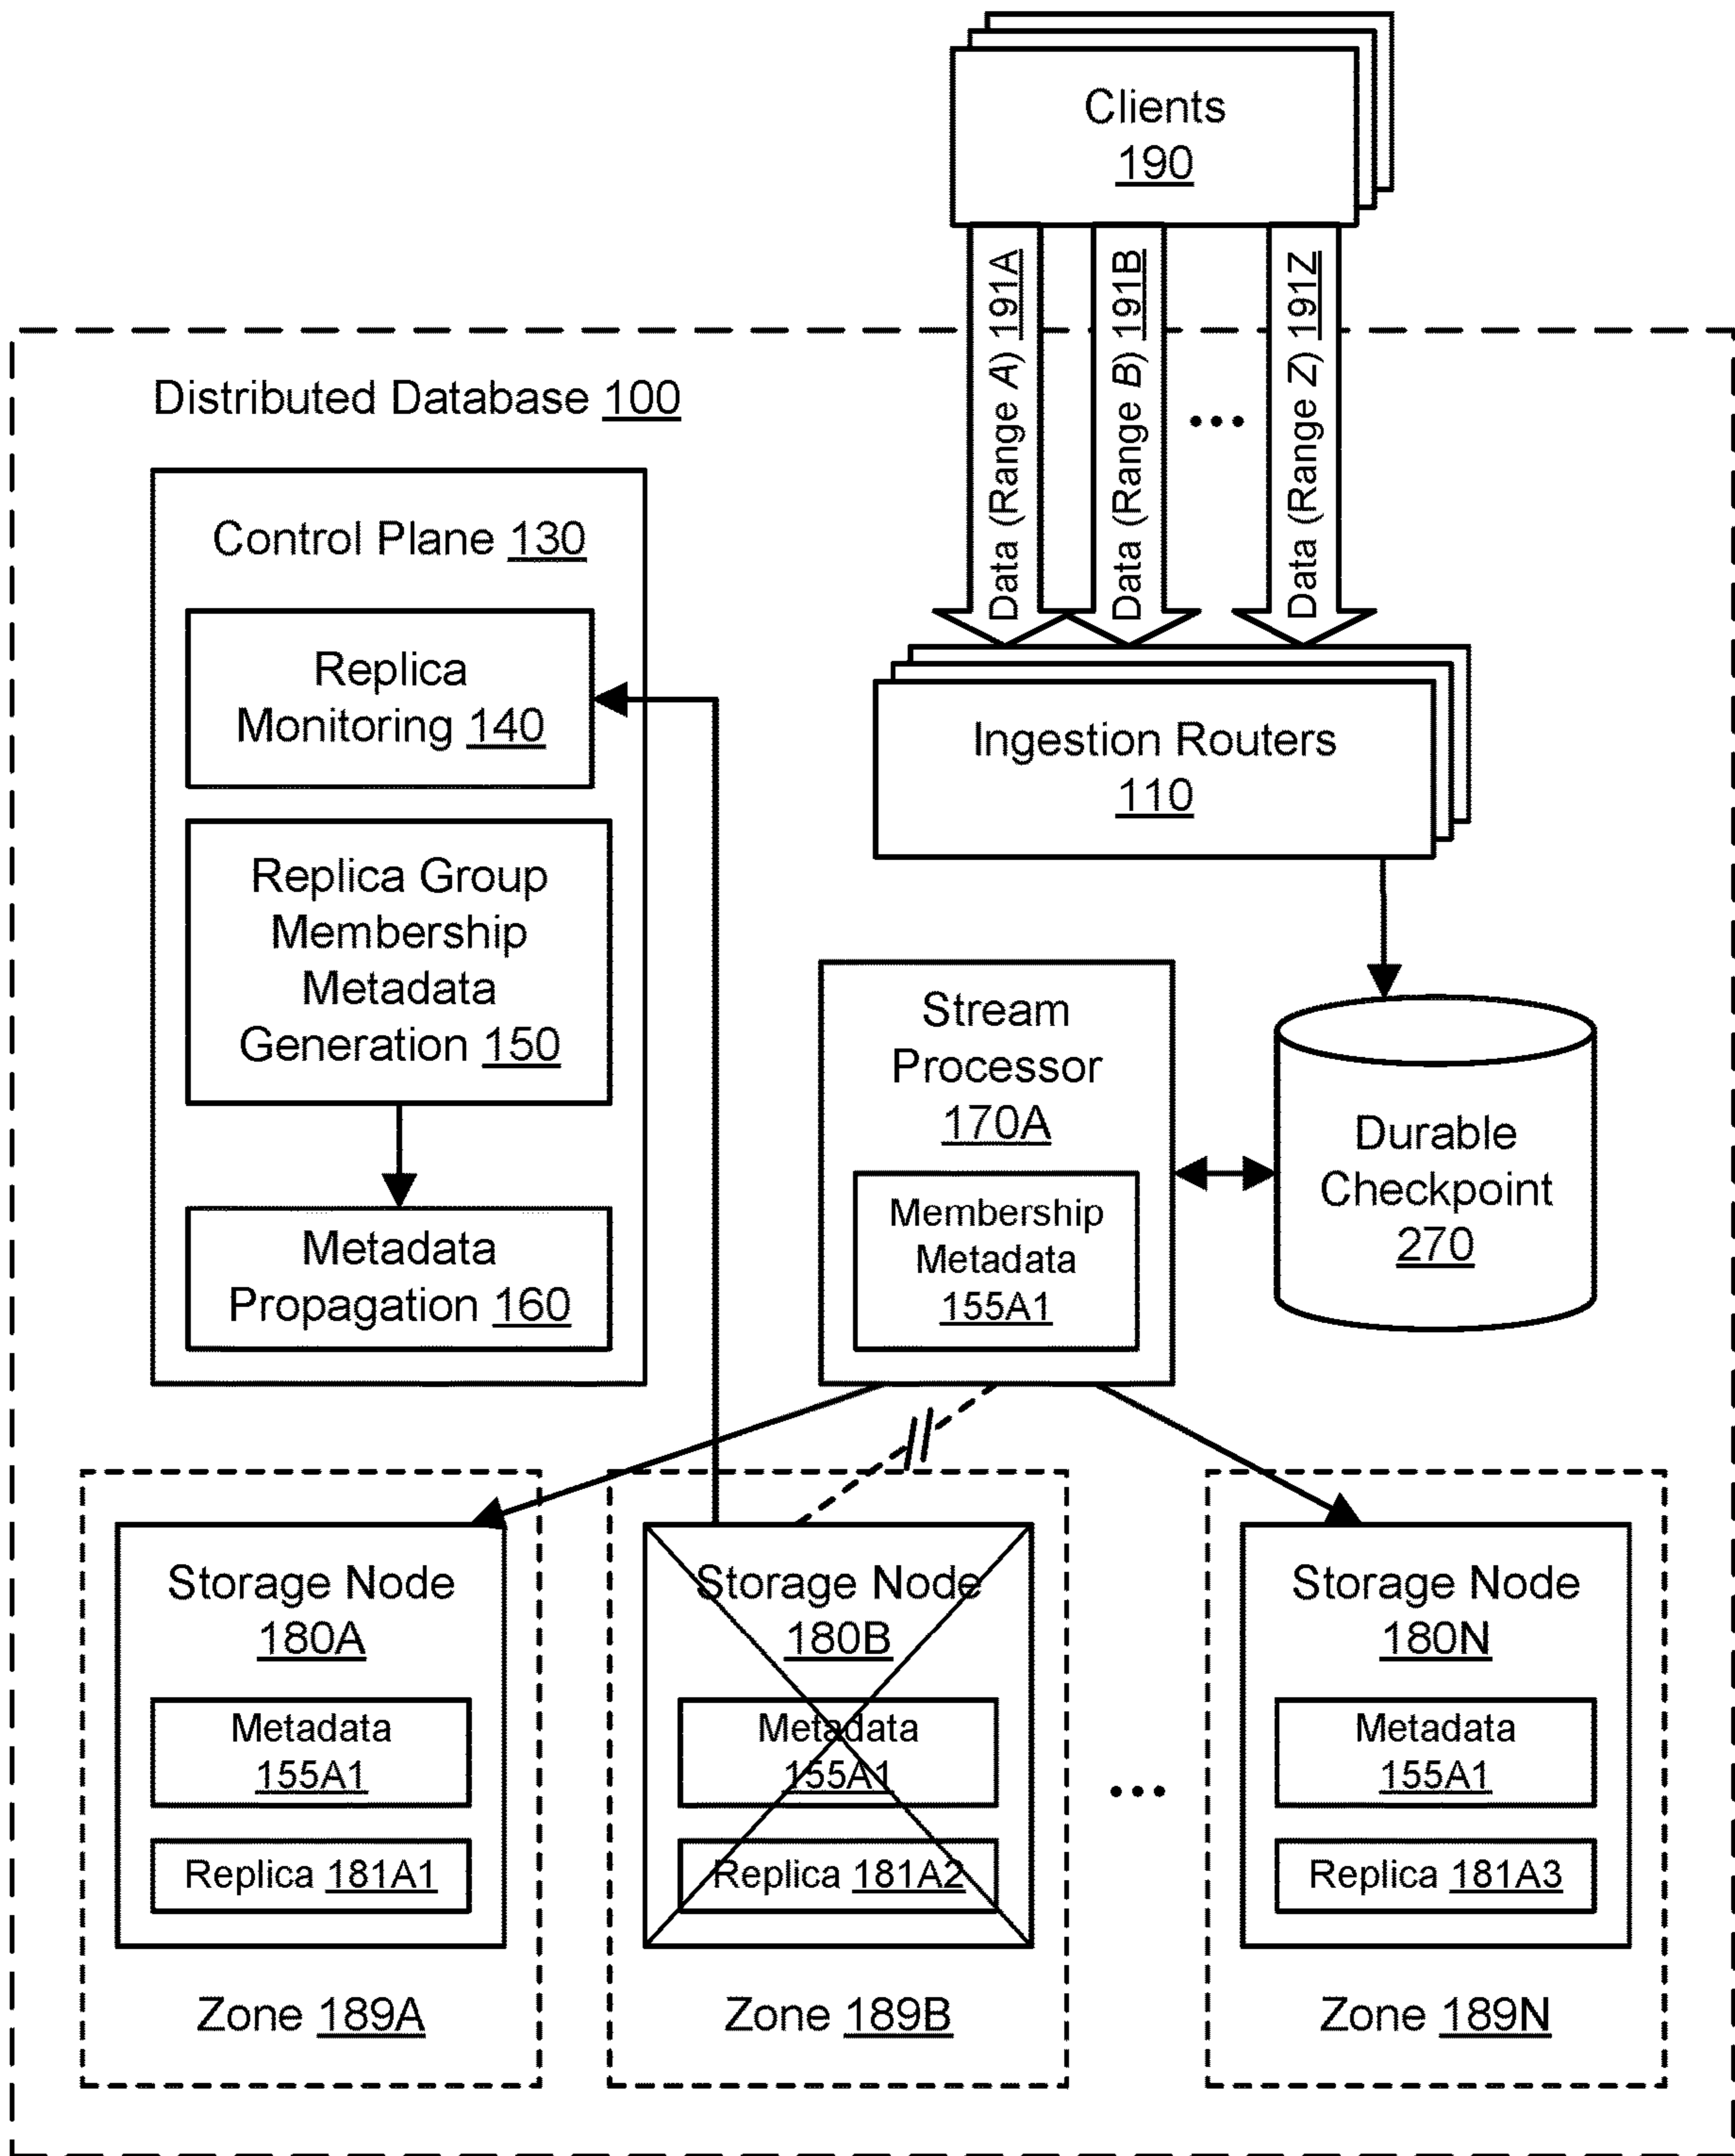 Clients
190
Data (Range A) 191A
Data (Range B) 191B
...
Data (Range Z) 191Z
Distributed Database 100
Control Plane 130
Replica
Monitoring 140
Replica Group
Membership
Metadata
Generation 150
Metadata
Propagation 160
Ingestion Routers
110
Stream
Processor
170A
Membership
Metadata
155A1
Durable
Checkpoint
270
Storage Node
180A
Metadata
155A1
Replica 181A1
Zone 189A
Storage Node
180B
Metadata
155A1
Replica 181A2
Zone 189B
...
Storage Node
180N
Metadata
155A1
Replica 181A3
Zone 189N